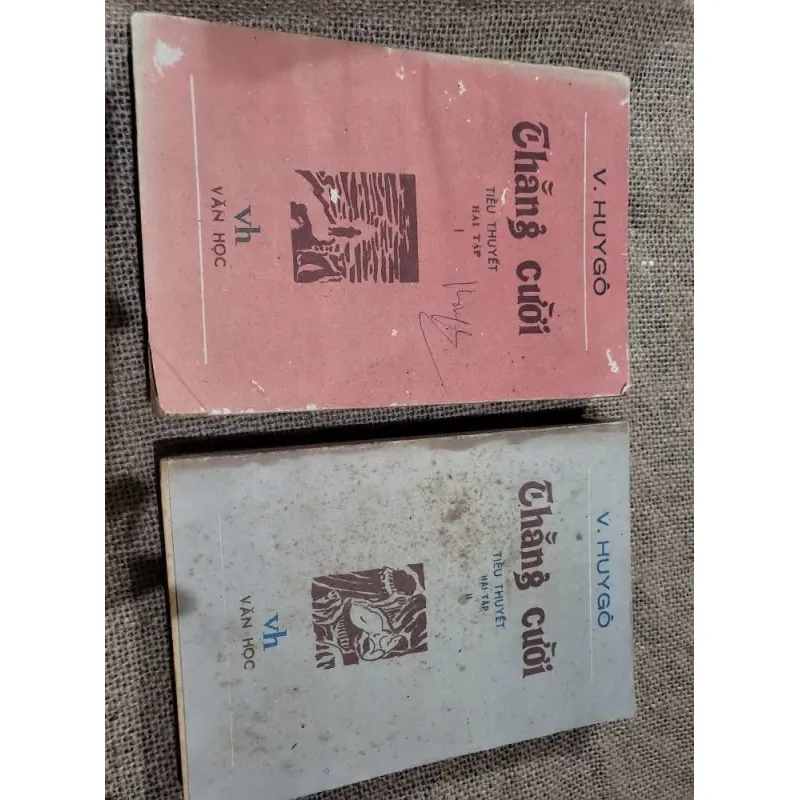 V. HUYGÔ
Thằng cười
TIỂU THUYẾT
HAI TẬP
I
vh
VĂN HỌC
V. HUYGÔ
Thằng cười
TIỂU THUYẾT
HAI TẬP
II
vh
VĂN HỌC